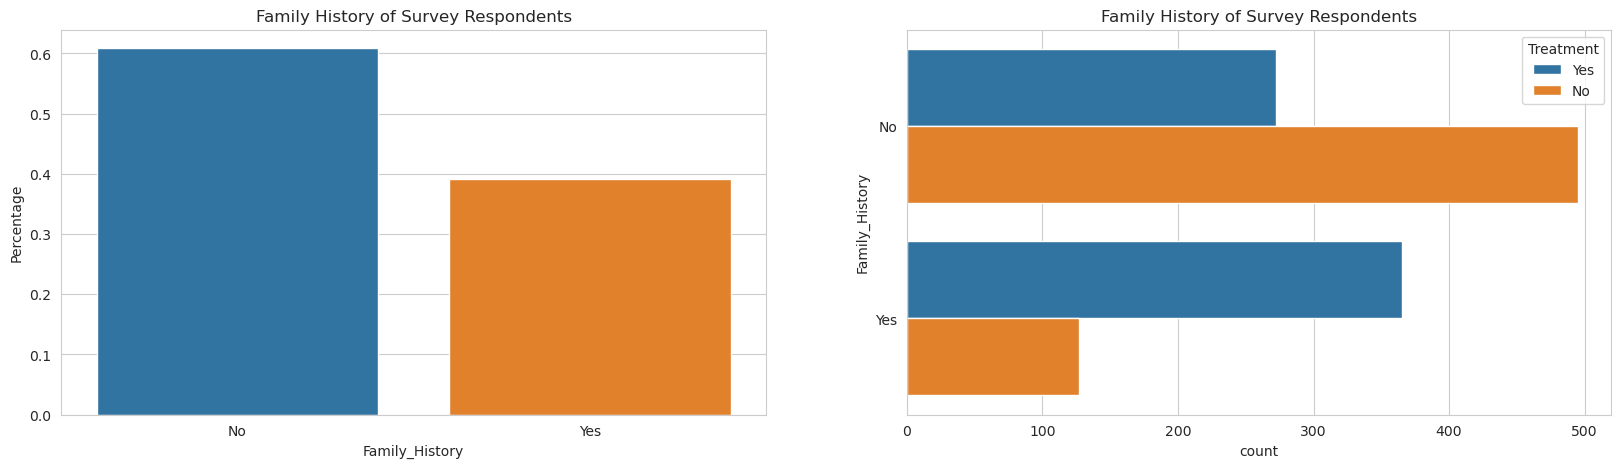 Family History of Survey Respondents
Percentage
0.6
0.5
0.4
0.3
0.2
0.1
0.0
No
Yes
Family_History
Family History of Survey Respondents
Treatment
Yes
No
Family_History
No
Yes
0
100
200
300
400
500
count